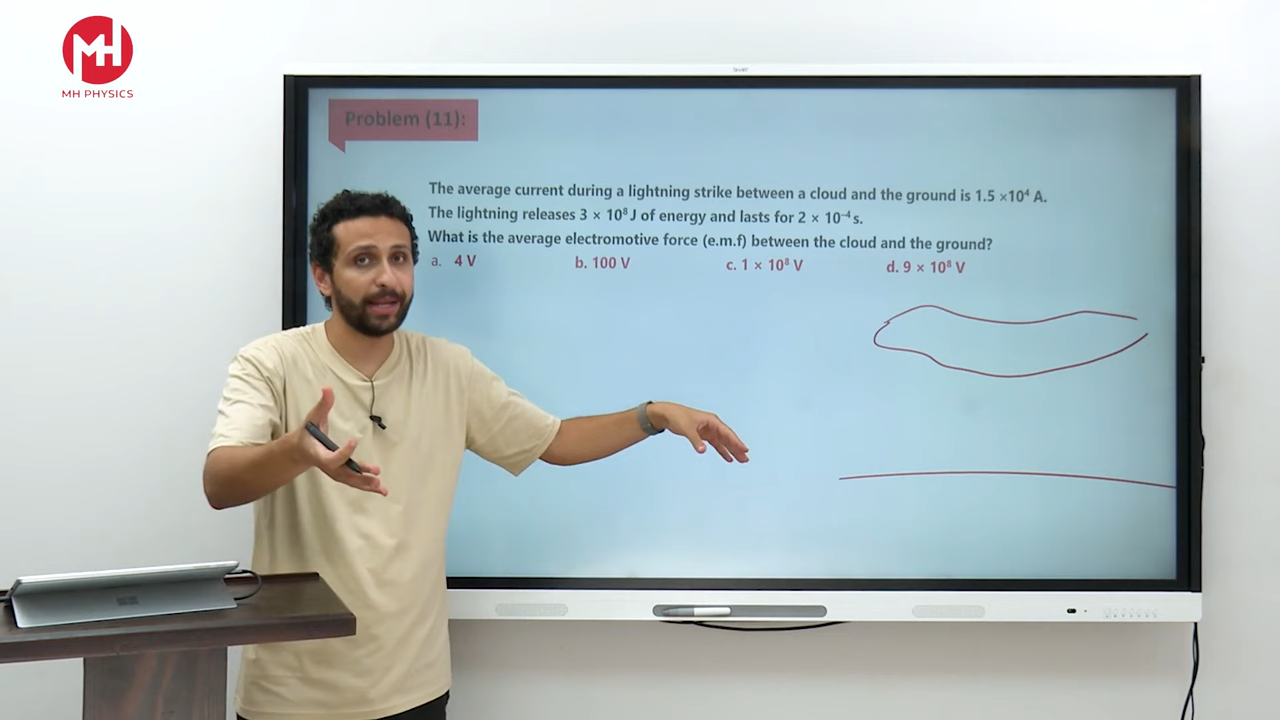 MH
MH PHYSICS
Problem (11):
The average current during a lightning strike between a cloud and the ground is 1.5 ×10⁴ A.
The lightning releases 3 × 10⁸ J of energy and lasts for 2 × 10⁻⁴ s.
What is the average electromotive force (e.m.f) between the cloud and the ground?
a. 4 V b. 100 V c. 1 × 10⁸ V d. 9 × 10⁸ V